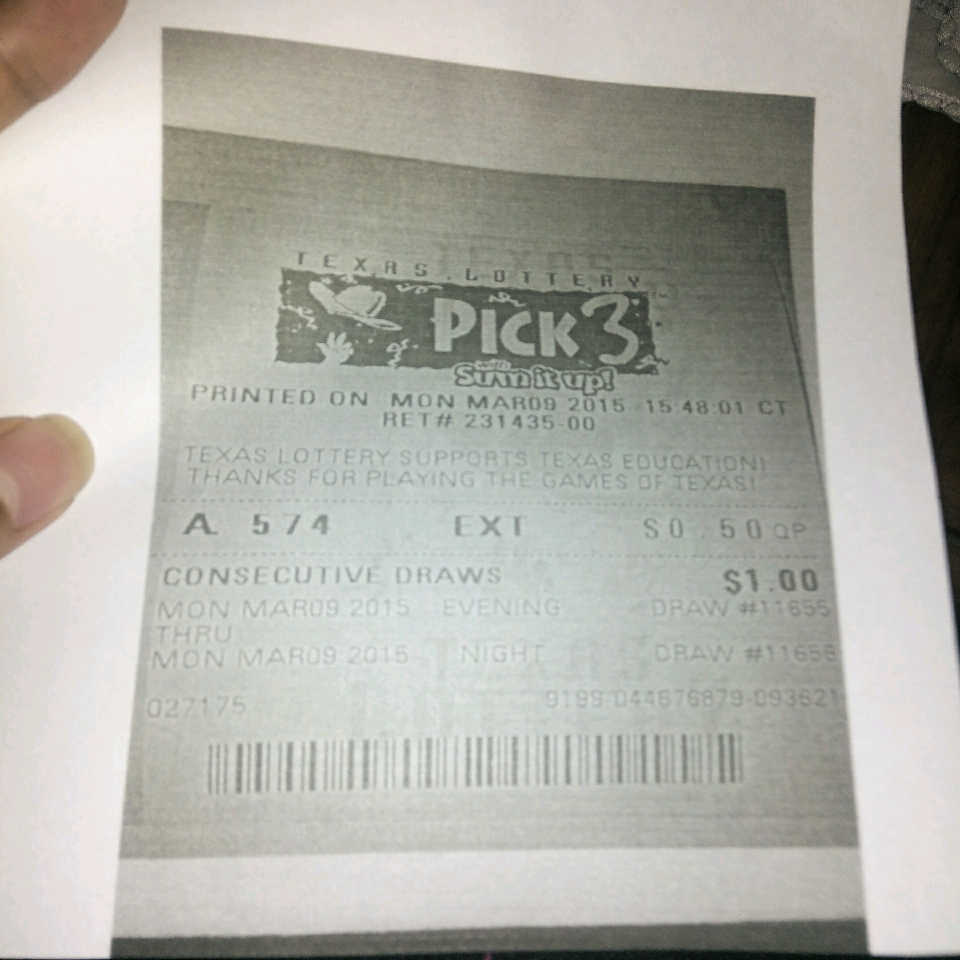 TEXAS LOTTERY
PICK 3™
with
Sum it up!
PRINTED ON MON MAR09 2015 15:48:01 CT
RET# 231435-00
TEXAS LOTTERY SUPPORTS TEXAS EDUCATION!
THANKS FOR PLAYING THE GAMES OF TEXAS!
A. 574 EXT $0.50 QP
CONSECUTIVE DRAWS $1.00
MON MAR09 2015 EVENING DRAW #11655
THRU
MON MAR09 2015 NIGHT DRAW #11656
027175 9199-044676879-093621